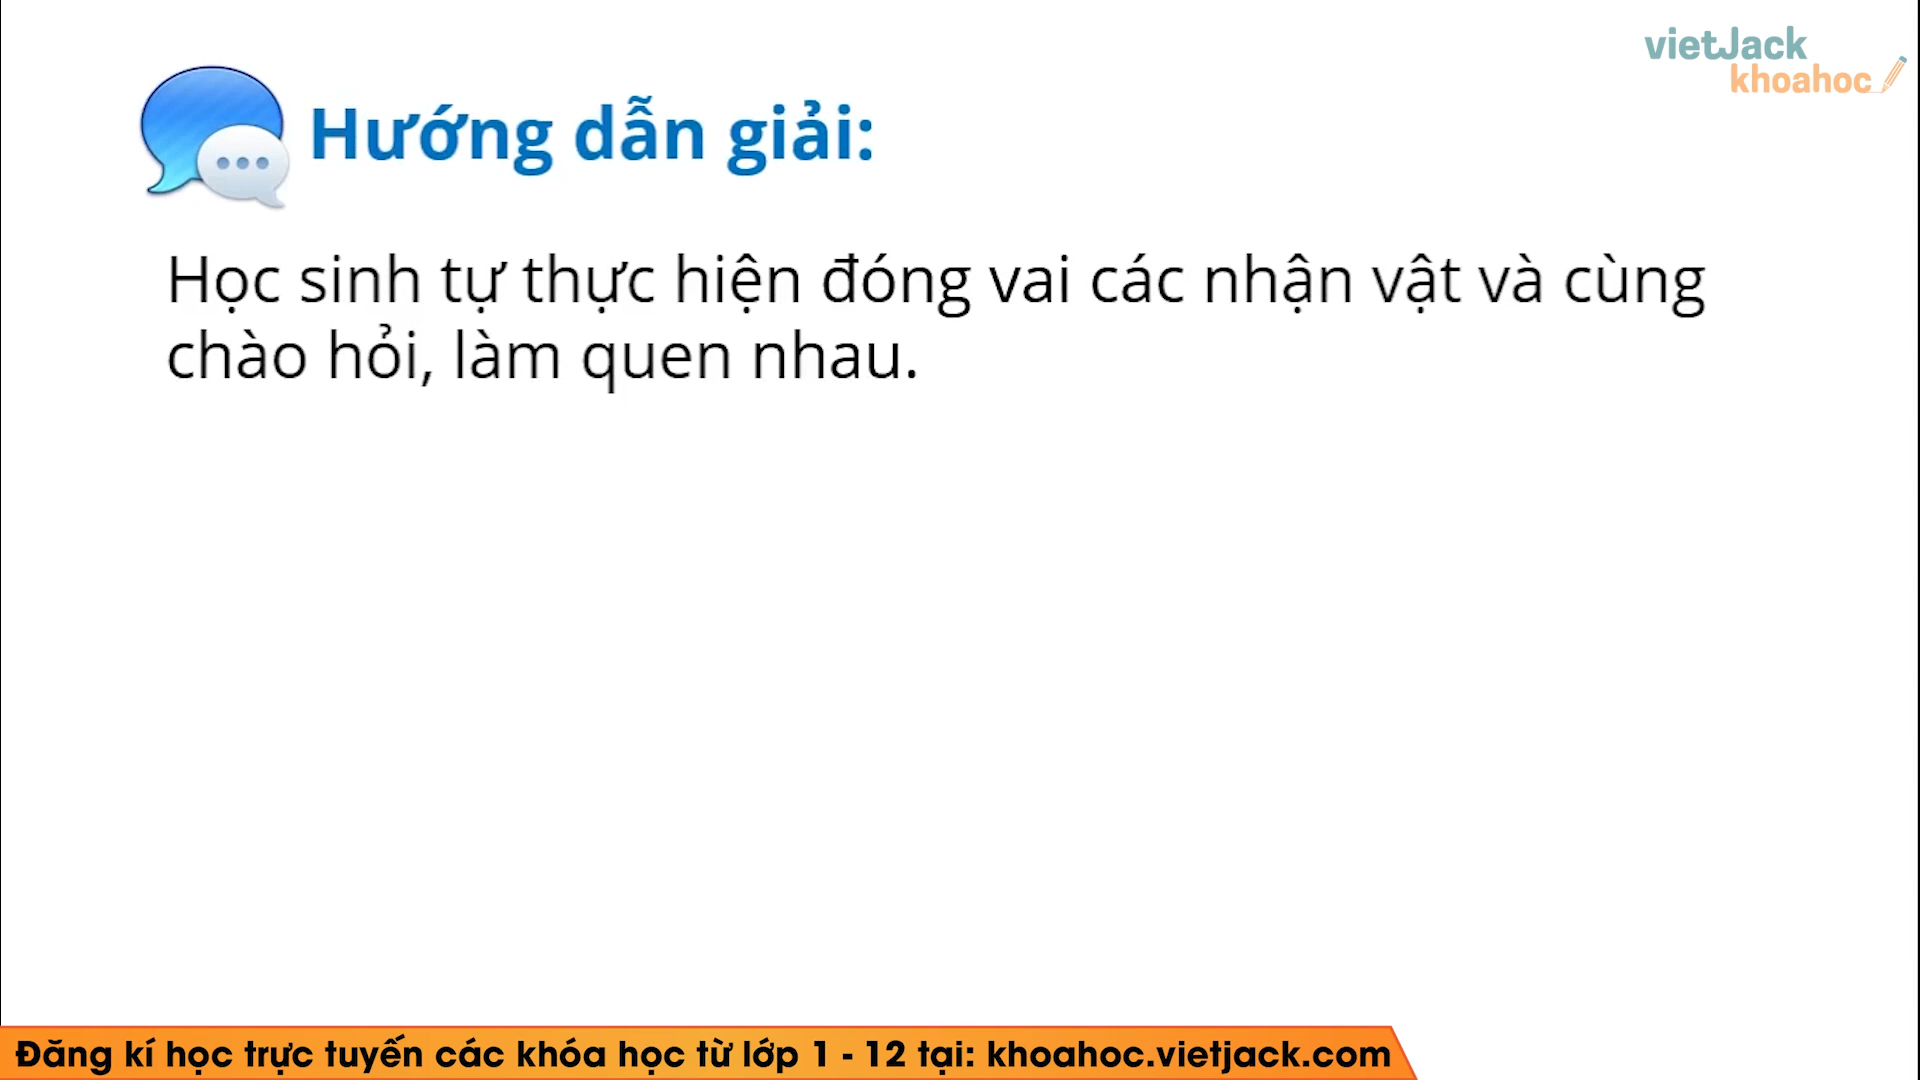 vietJack
khoahoc
Hướng dẫn giải:
Học sinh tự thực hiện đóng vai các nhận vật và cùng
chào hỏi, làm quen nhau.
Đăng kí học trực tuyến các khóa học từ lớp 1 - 12 tại: khoahoc.vietjack.com